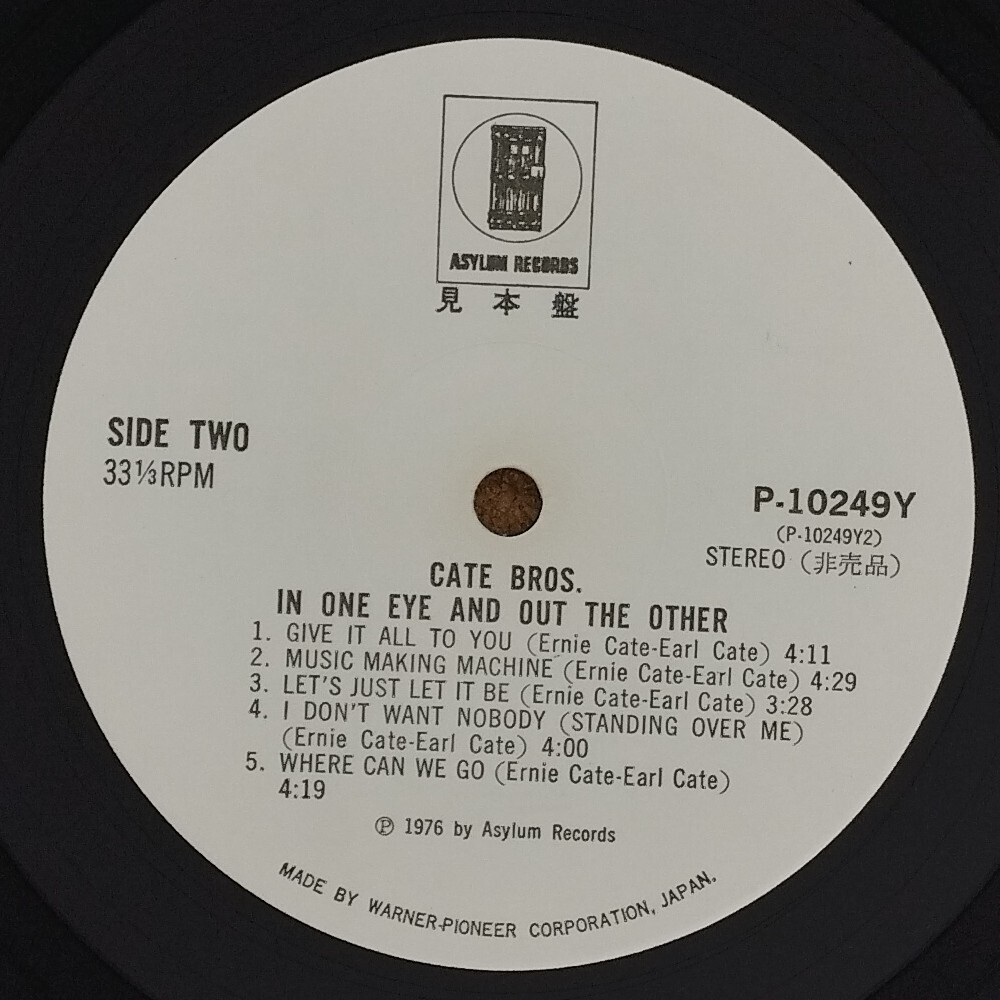 ASYLUM RECORDS
見本盤
SIDE TWO
33⅓RPM
P-10249Y
(P-10249Y2)
STEREO (非売品)
CATE BROS.
IN ONE EYE AND OUT THE OTHER
1. GIVE IT ALL TO YOU (Ernie Cate-Earl Cate) 4:11
2. MUSIC MAKING MACHINE (Ernie Cate-Earl Cate) 4:29
3. LET'S JUST LET IT BE (Ernie Cate-Earl Cate) 3:28
4. I DON'T WANT NOBODY (STANDING OVER ME)
(Ernie Cate-Earl Cate) 4:00
5. WHERE CAN WE GO (Ernie Cate-Earl Cate)
4:19
℗ 1976 by Asylum Records
MADE BY WARNER-PIONEER CORPORATION, JAPAN.